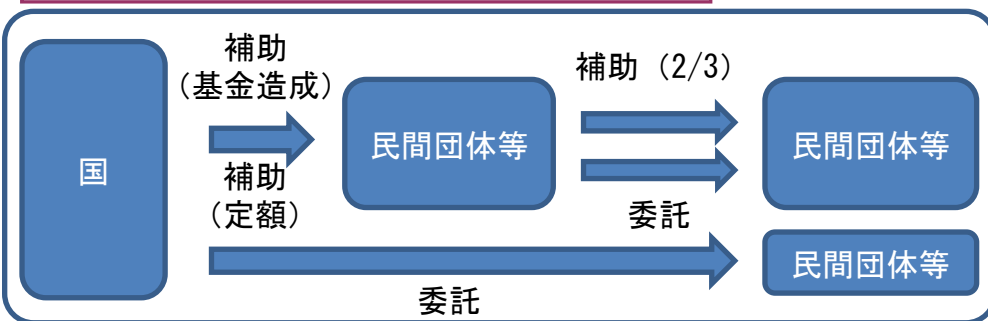 国
補助
（基金造成）
補助
（定額）
民間団体等
補助（2/3）
委託
民間団体等
委託
民間団体等